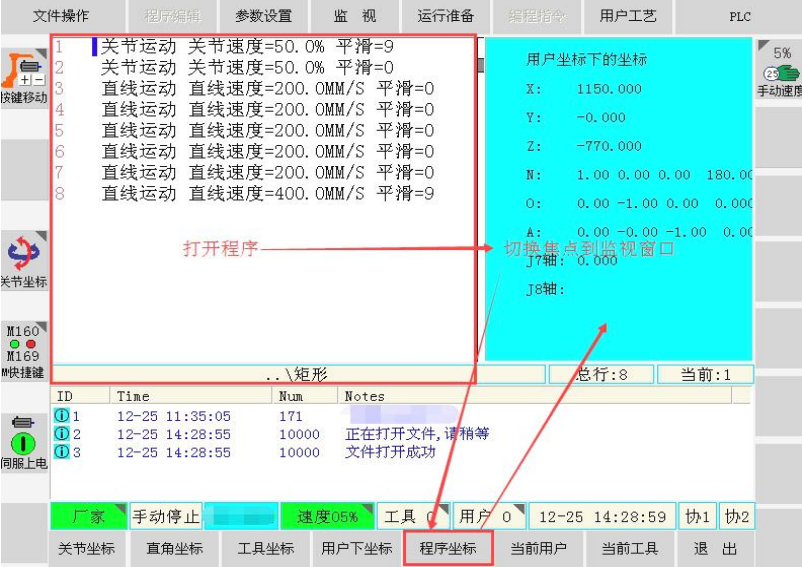 文件操作 程序编辑 参数设置 监 视 运行准备 编程指令 用户工艺 PLC
按键移动
关节坐标
M160
M169
M快捷键
伺服上电
1 关节运动 关节速度=50.0% 平滑=9
2 关节运动 关节速度=50.0% 平滑=0
3 直线运动 直线速度=200.0MM/S 平滑=0
4 直线运动 直线速度=200.0MM/S 平滑=0
5 直线运动 直线速度=200.0MM/S 平滑=0
6 直线运动 直线速度=200.0MM/S 平滑=0
7 直线运动 直线速度=200.0MM/S 平滑=0
8 直线运动 直线速度=400.0MM/S 平滑=9
打开程序
用户坐标下的坐标
X: 1150.000
Y: -0.000
Z: -770.000
N: 1.00 0.00 0.00 180.00
O: 0.00 -1.00 0.00 0.000
A: 0.00 -0.00 -1.00 0.00
切换焦点到监视窗口
J7轴: 0.000
J8轴:
5%
25
手动速度
..\矩形 总行:8 当前:1
ID Time Num Notes
1 12-25 11:35:05 171
2 12-25 14:28:55 10000 正在打开文件,请稍等
3 12-25 14:28:55 10000 文件打开成功
厂家 手动停止 速度05% 工具 0 用户 0 12-25 14:28:59 协1 协2
关节坐标 直角坐标 工具坐标 用户下坐标 程序坐标 当前用户 当前工具 退 出